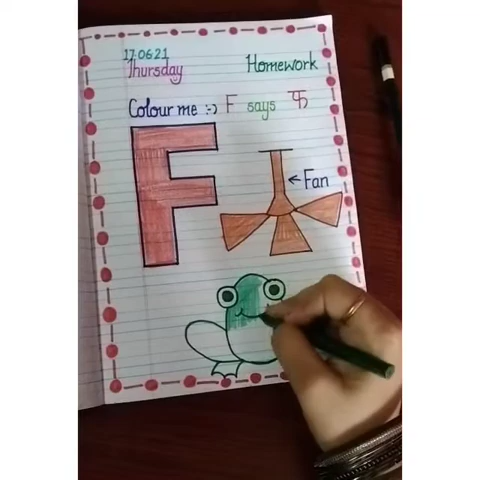 17.06.21
Thursday Homework
Colour me :-) F says फ
F
← Fan